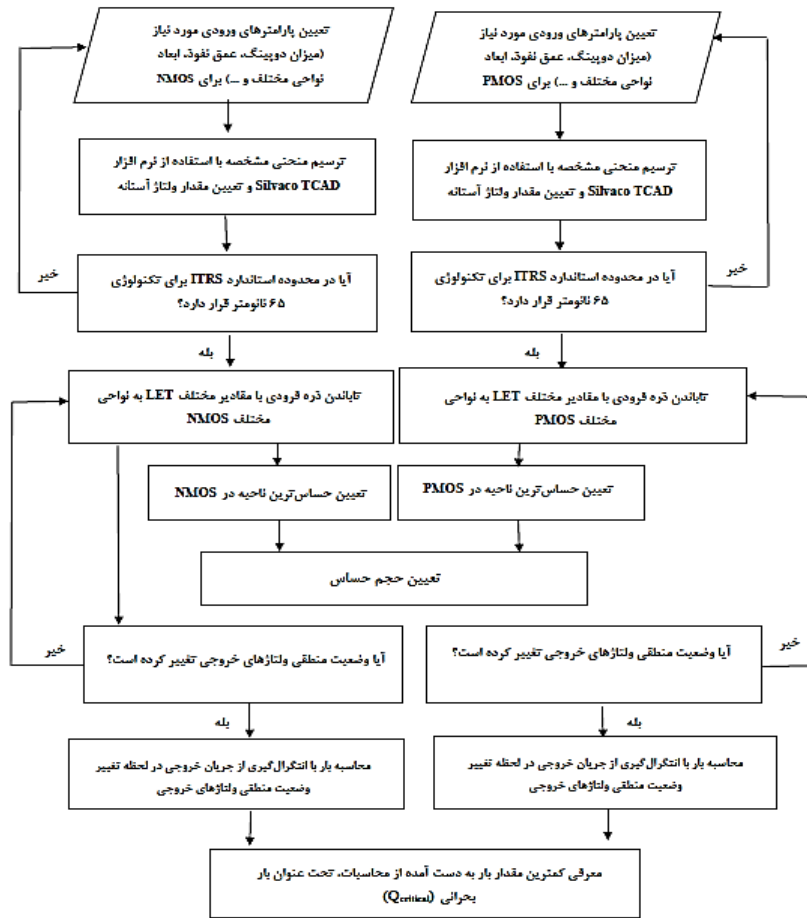 تعیین پارامترهای ورودی مورد نیاز
(میزان دوپینگ، عمق نفوذ، ابعاد
نواحی مختلف و ...) برای PMOS
تعیین پارامترهای ورودی مورد نیاز
(میزان دوپینگ، عمق نفوذ، ابعاد
نواحی مختلف و ...) برای NMOS
ترسیم منحنی مشخصه با استفاده از نرم افزار
Silvaco TCAD و تعیین مقدار ولتاژ آستانه
ترسیم منحنی مشخصه با استفاده از نرم افزار
Silvaco TCAD و تعیین مقدار ولتاژ آستانه
خیر
آیا در محدوده استاندارد ITRS برای تکنولوژی
۶۵ نانومتر قرار دارد؟
آیا در محدوده استاندارد ITRS برای تکنولوژی
۶۵ نانومتر قرار دارد؟
خیر
بله
بله
تاباندن ذره فرودی با مقادیر مختلف LET به نواحی
مختلف PMOS
تاباندن ذره فرودی با مقادیر مختلف LET به نواحی
مختلف NMOS
تعیین حساس‌ترین ناحیه در PMOS
تعیین حساس‌ترین ناحیه در NMOS
تعیین حجم حساس
خیر
آیا وضعیت منطقی ولتاژهای خروجی تغییر کرده است؟
آیا وضعیت منطقی ولتاژهای خروجی تغییر کرده است؟
خیر
بله
بله
محاسبه بار با انتگرال‌گیری از جریان خروجی در لحظه تغییر
وضعیت منطقی ولتاژهای خروجی
محاسبه بار با انتگرال‌گیری از جریان خروجی در لحظه تغییر
وضعیت منطقی ولتاژهای خروجی
معرفی کمترین مقدار بار به دست آمده از محاسبات، تحت عنوان بار
بحرانی (Qcritical)